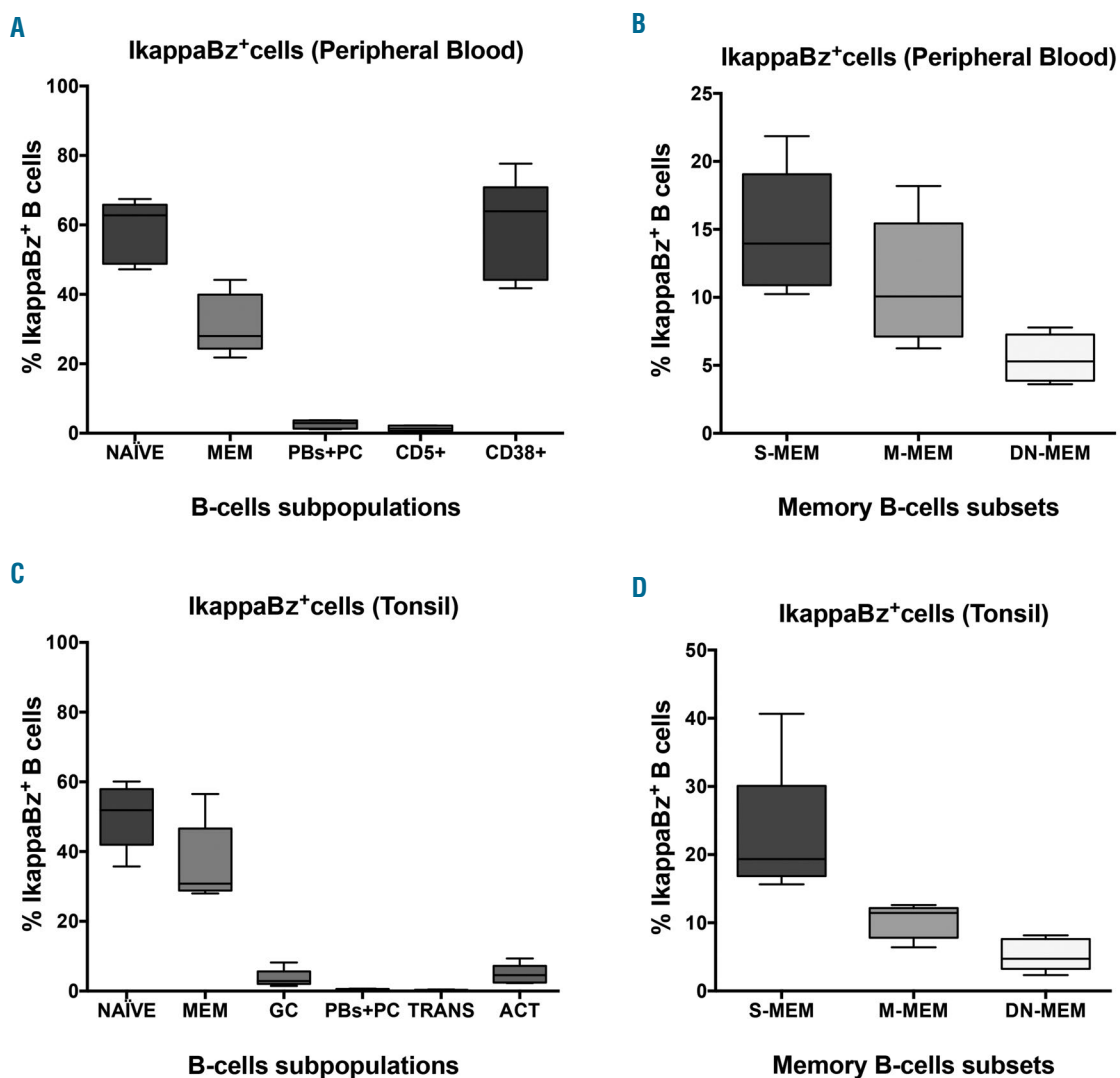 A
IkappaBz⁺cells (Peripheral Blood)
% IkappaBz⁺ B cells
100
80
60
40
20
0
NAÏVE MEM PBs+PC CD5+ CD38+
B-cells subpopulations
B
IkappaBz⁺cells (Peripheral Blood)
% IkappaBz⁺ B cells
25
20
15
10
5
0
S-MEM M-MEM DN-MEM
Memory B-cells subsets
C
IkappaBz⁺cells (Tonsil)
% IkappaBz⁺ B cells
100
80
60
40
20
0
NAÏVE MEM GC PBs+PC TRANS ACT
B-cells subpopulations
D
IkappaBz⁺cells (Tonsil)
% IkappaBz⁺ B cells
50
40
30
20
10
0
S-MEM M-MEM DN-MEM
Memory B-cells subsets